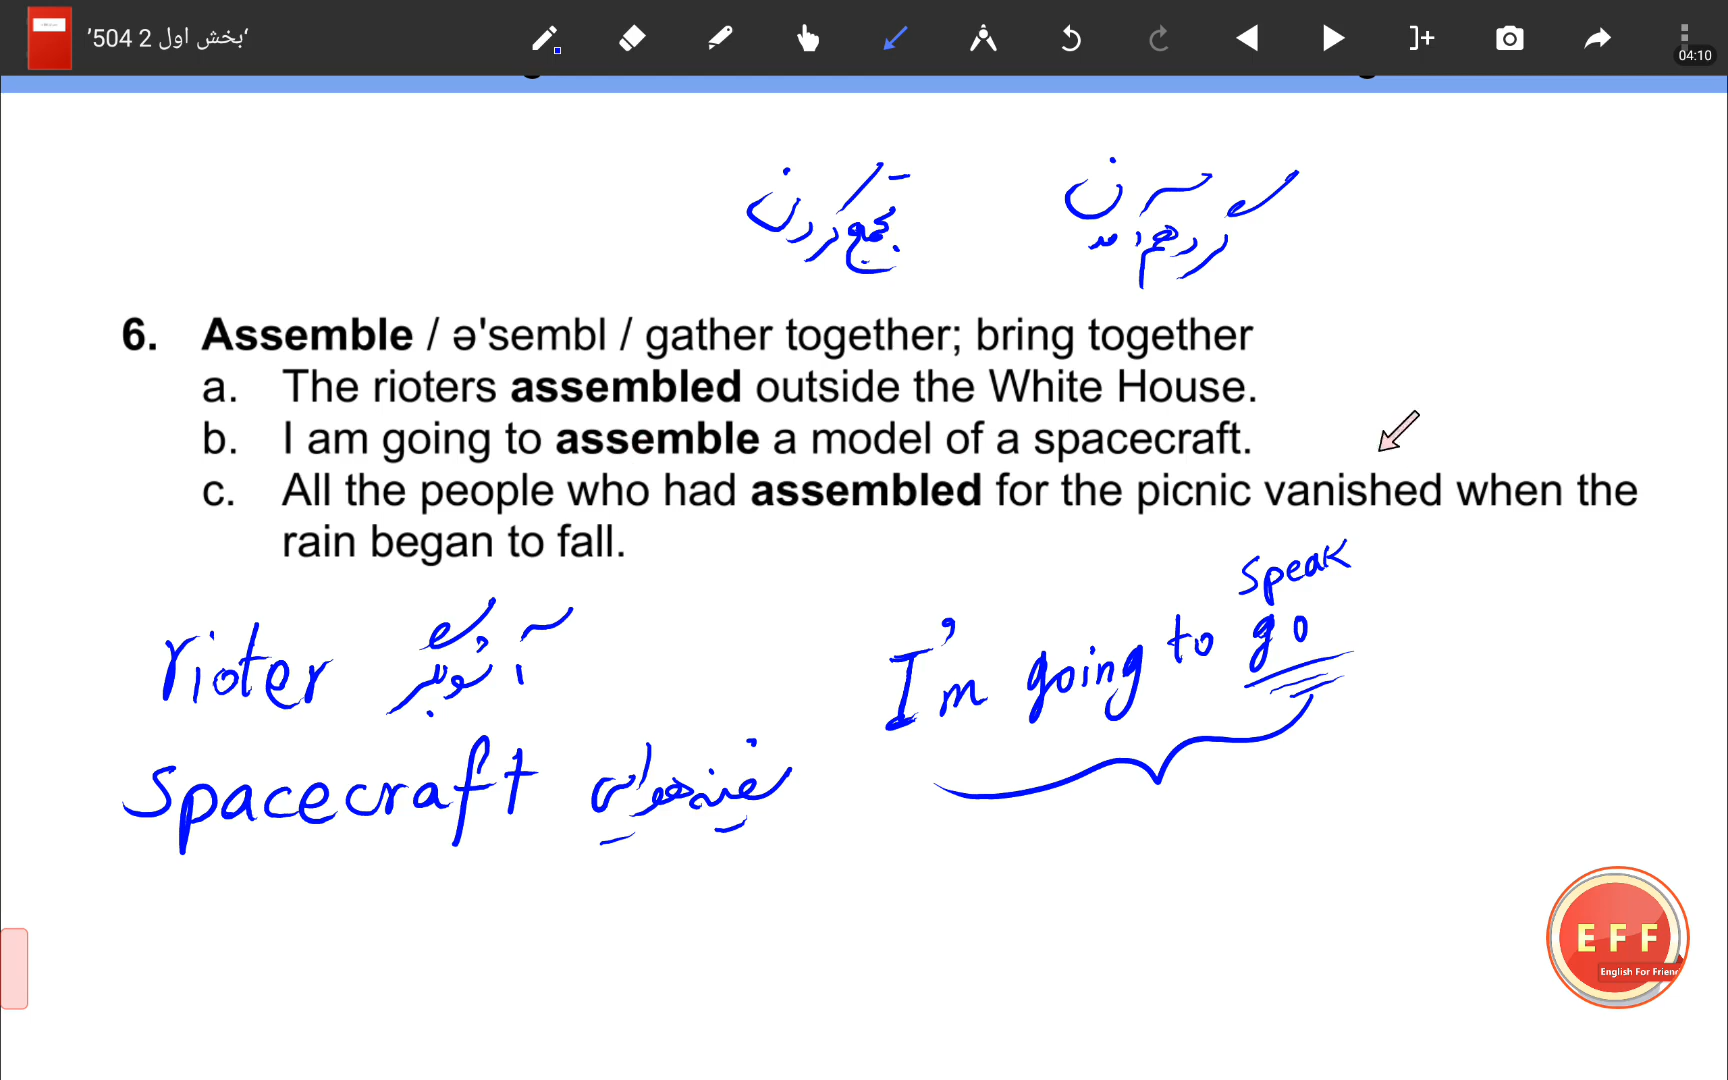 '504 بخش اول 2'
04:10
گردهم آمدن تجمع کردن
6. Assemble / ə'sembl / gather together; bring together
a. The rioters assembled outside the White House.
b. I am going to assemble a model of a spacecraft.
c. All the people who had assembled for the picnic vanished when the
rain began to fall.
speak
rioter آشوبگر I'm going to go
spacecraft سفینه هوایی
EFF
English For Friend